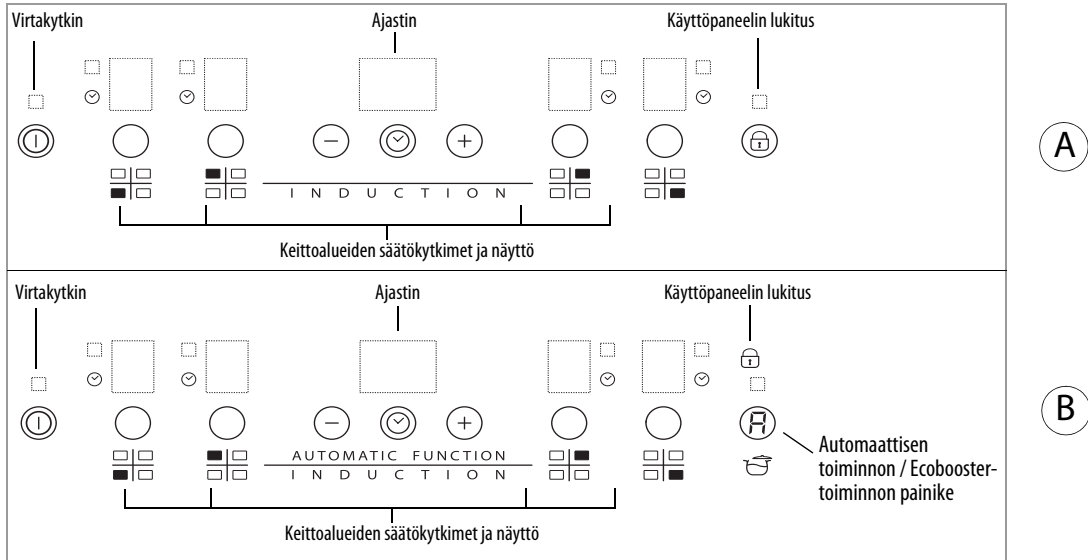 Virtakytkin
Ajastin
Käyttöpaneelin lukitus
INDUCTION
Keittoalueiden säätökytkimet ja näyttö
A
Virtakytkin
Ajastin
Käyttöpaneelin lukitus
A
AUTOMATIC FUNCTION
INDUCTION
Automaattisen
toiminnon / Ecobooster-
toiminnon painike
Keittoalueiden säätökytkimet ja näyttö
B